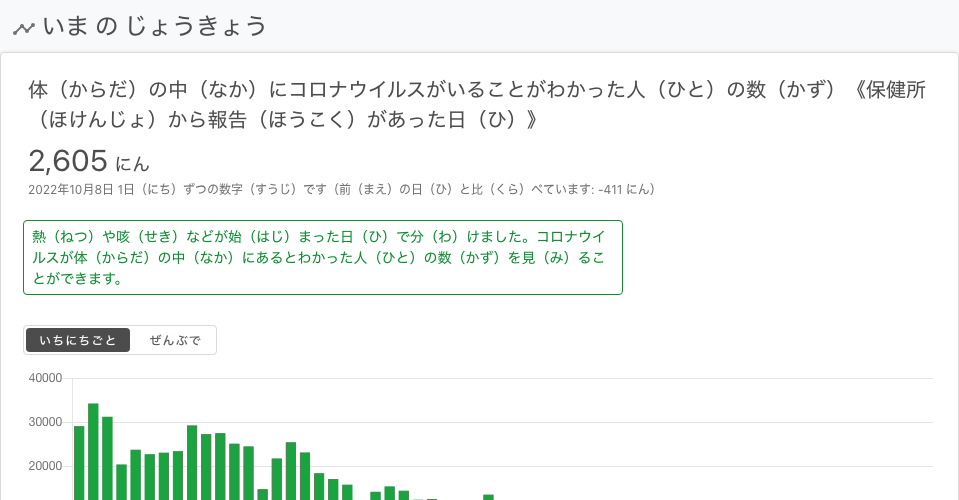 いま の じょうきょう
体（からだ）の中（なか）にコロナウイルスがいることがわかった人（ひと）の数（かず）《保健所
（ほけんじょ）から報告（ほうこく）があった日（ひ）》
2,605 にん
2022年10月8日 1日（にち）ずつの数字（すうじ）です（前（まえ）の日（ひ）と比（くら）べています: -411 にん）
熱（ねつ）や咳（せき）などが始（はじ）まった日（ひ）で分（わ）けました。コロナウイ
ルスが体（からだ）の中（なか）にあるとわかった人（ひと）の数（かず）を見（み）るこ
とができます。
いちにちごと ぜんぶで
40000
30000
20000